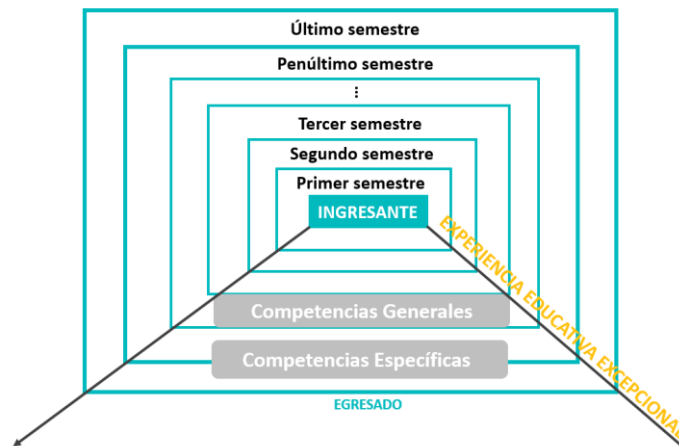 Último semestre
Penúltimo semestre
⋮
Tercer semestre
Segundo semestre
Primer semestre
INGRESANTE
EXPERIENCIA EDUCATIVA EXCEPCIONAL
Competencias Generales
Competencias Específicas
EGRESADO